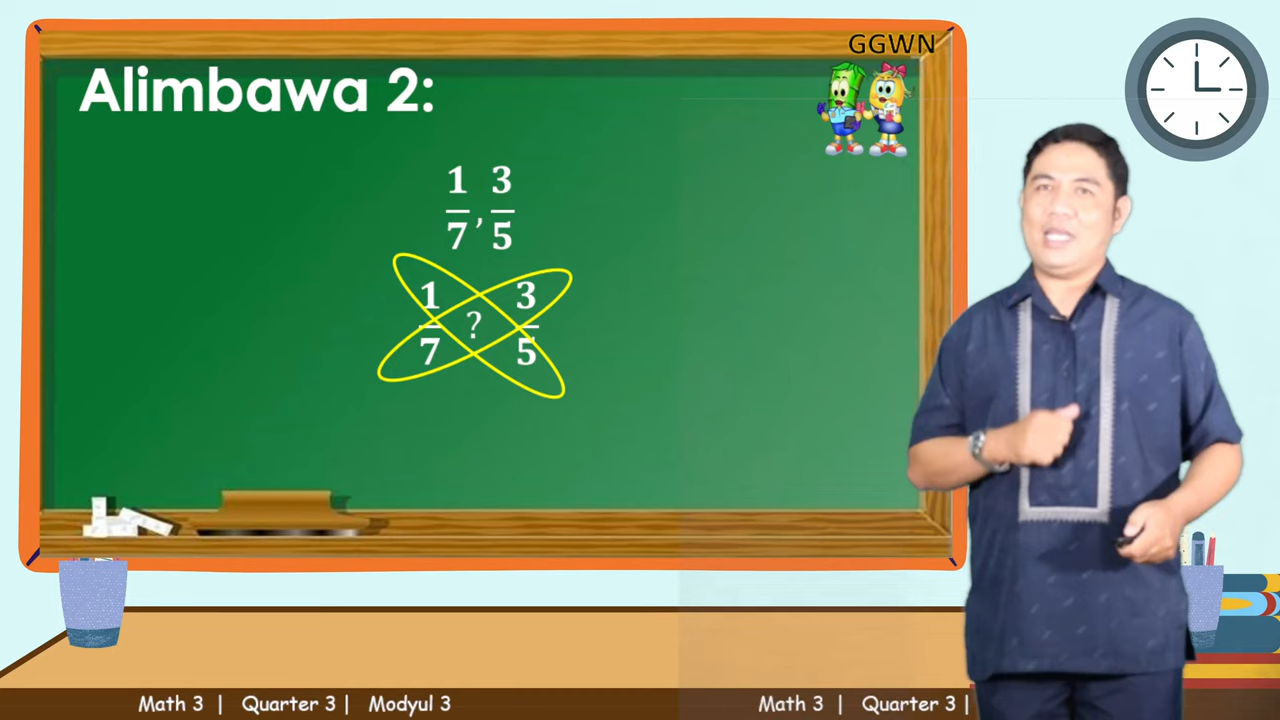 GGWN
Alimbawa 2:
1/7, 3/5
1/7 ? 3/5
Math 3 | Quarter 3 | Modyul 3
Math 3 | Quarter 3 |